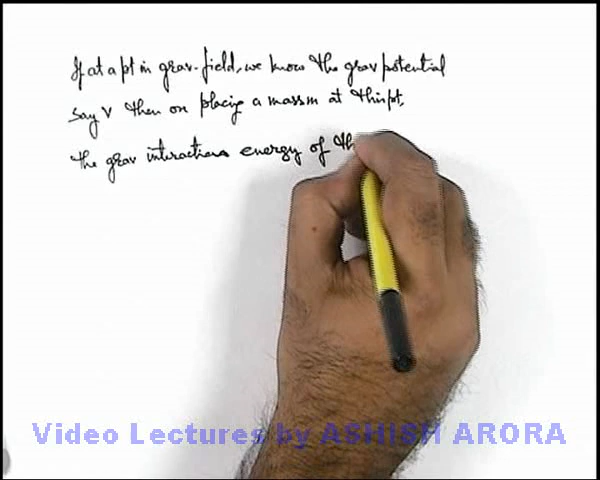 If at a pt in grav. field, we know the grav potential
say V then on placing a mass m at this pt,
the grav interaction energy of th
Video Lectures by ASHISH ARORA